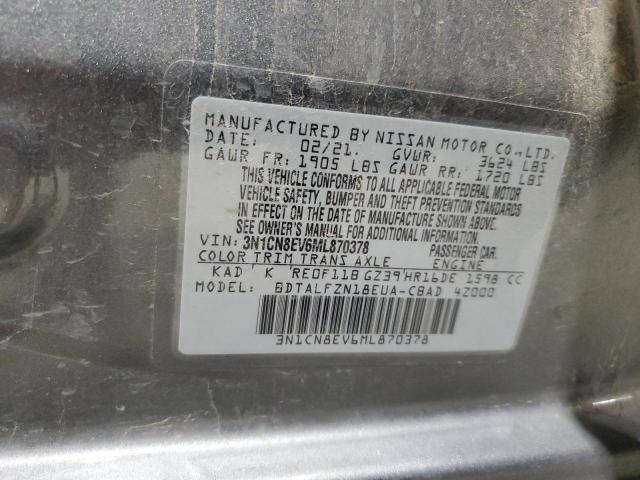 MANUFACTURED BY NISSAN MOTOR CO.,LTD.
DATE: 02/21. GVWR: 3624 LBS
GAWR FR: 1905 LBS GAWR RR: 1720 LBS
THIS VEHICLE CONFORMS TO ALL APPLICABLE FEDERAL MOTOR
VEHICLE SAFETY, BUMPER AND THEFT PREVENTION STANDARDS
IN EFFECT ON THE DATE OF MANUFACTURE SHOWN ABOVE.
SEE OWNER'S MANUAL FOR ADDITIONAL INFORMATION.
VIN: 3N1CN8EV6ML870378 PASSENGER CAR.
COLOR TRIM TRANS AXLE ENGINE
KAD K RE0F11B GZ39 HR16DE 1598 CC
MODEL: BDTALFZN18EUA-CBAD 4Z000
3N1CN8EV6ML870378